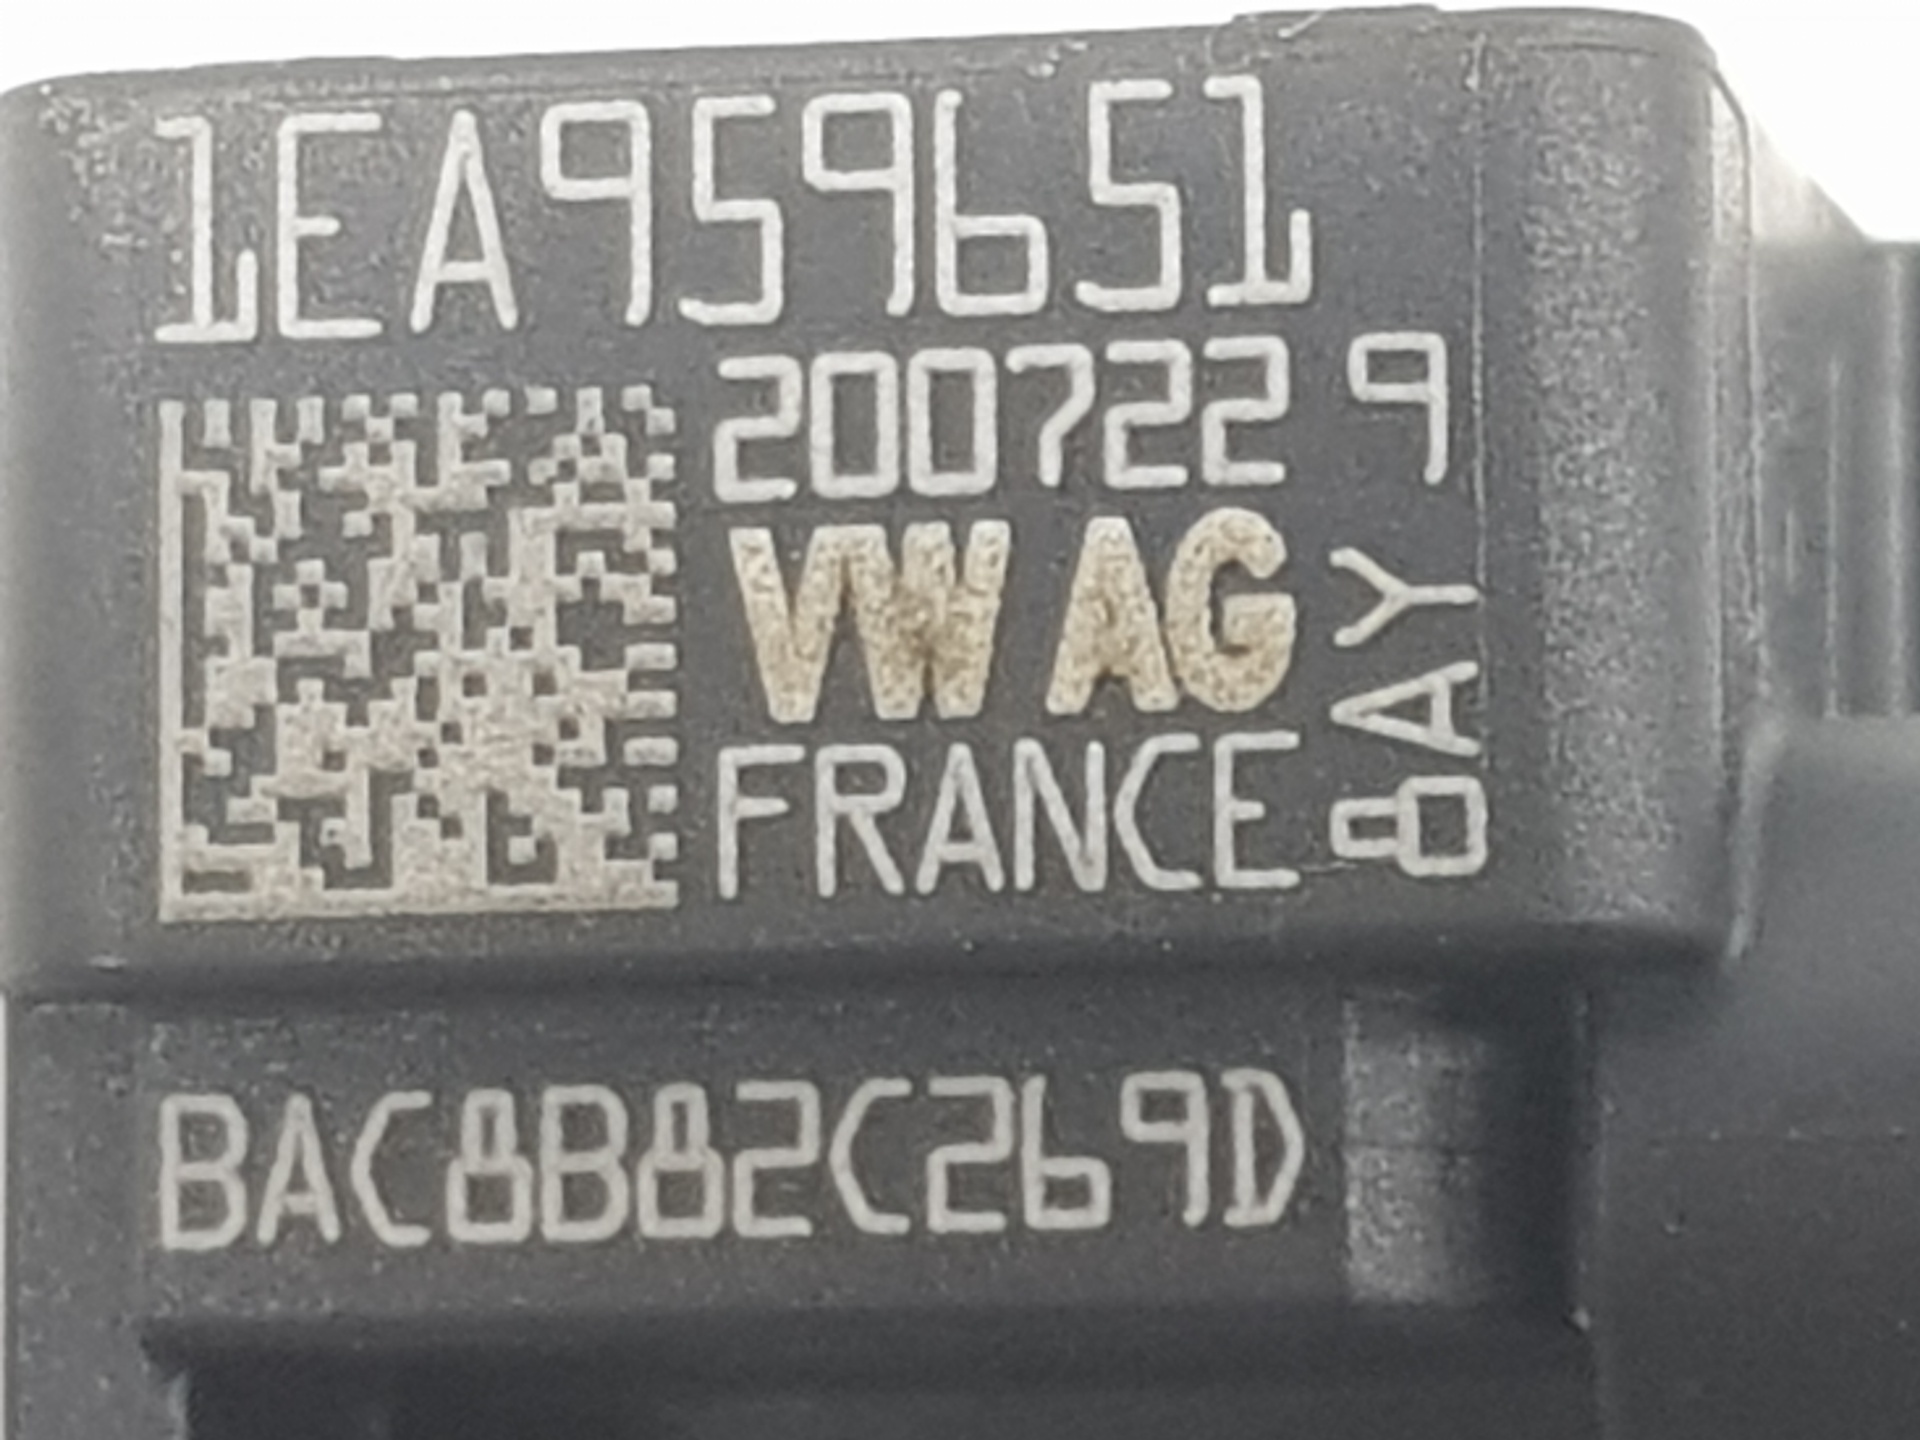 1EA959651
200722 9
VW AG
FRANCE
8AY
BAC8B82C269D